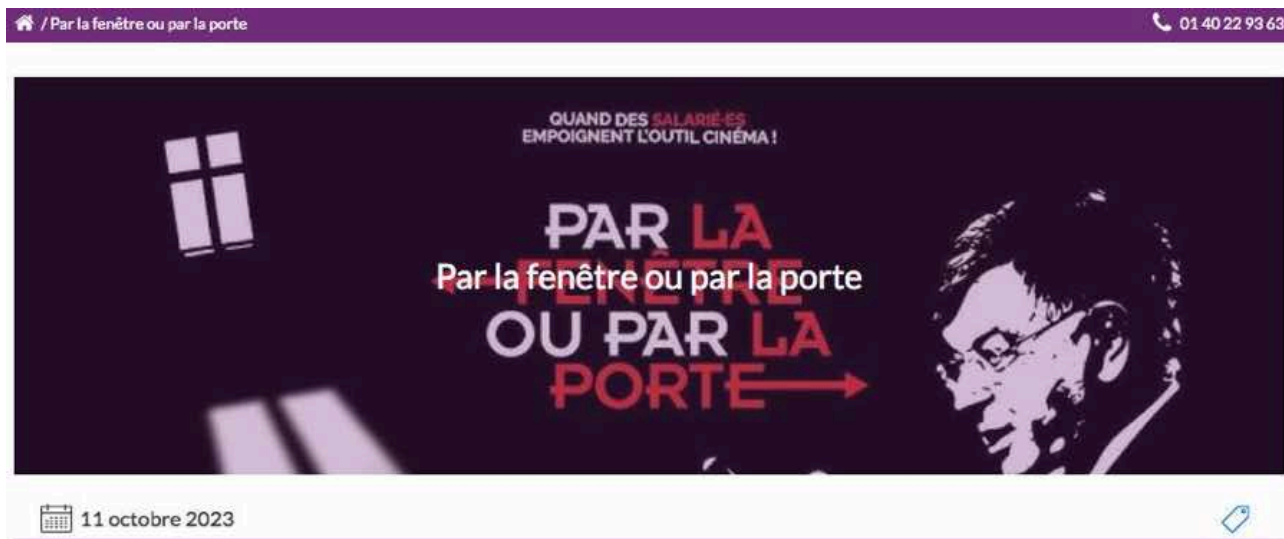 / Par la fenêtre ou par la porte
01 40 22 93 63
QUAND DES SALARIÉ·ES
EMPOIGNENT L'OUTIL CINÉMA !
PAR LA
FENÊTRE
OU PAR LA
PORTE
Par la fenêtre ou par la porte
11 octobre 2023